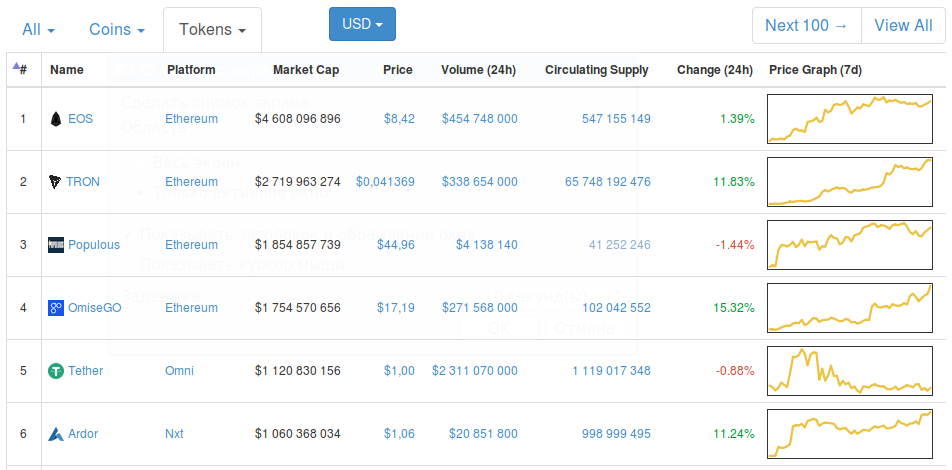 All Coins Tokens USD Next 100 → View All
# Name Platform Market Cap Price Volume (24h) Circulating Supply Change (24h) Price Graph (7d)
1 EOS Ethereum $4 608 096 896 $8,42 $454 748 000 547 155 149 1.39%
2 TRON Ethereum $2 719 963 274 $0,041369 $338 654 000 65 748 192 476 11.83%
3 Populous Ethereum $1 854 857 739 $44,96 $4 138 140 41 252 246 -1.44%
4 OmiseGO Ethereum $1 754 570 656 $17,19 $271 568 000 102 042 552 15.32%
5 Tether Omni $1 120 830 156 $1,00 $2 311 070 000 1 119 017 348 -0.88%
6 Ardor Nxt $1 060 368 034 $1,06 $20 851 800 998 999 495 11.24%